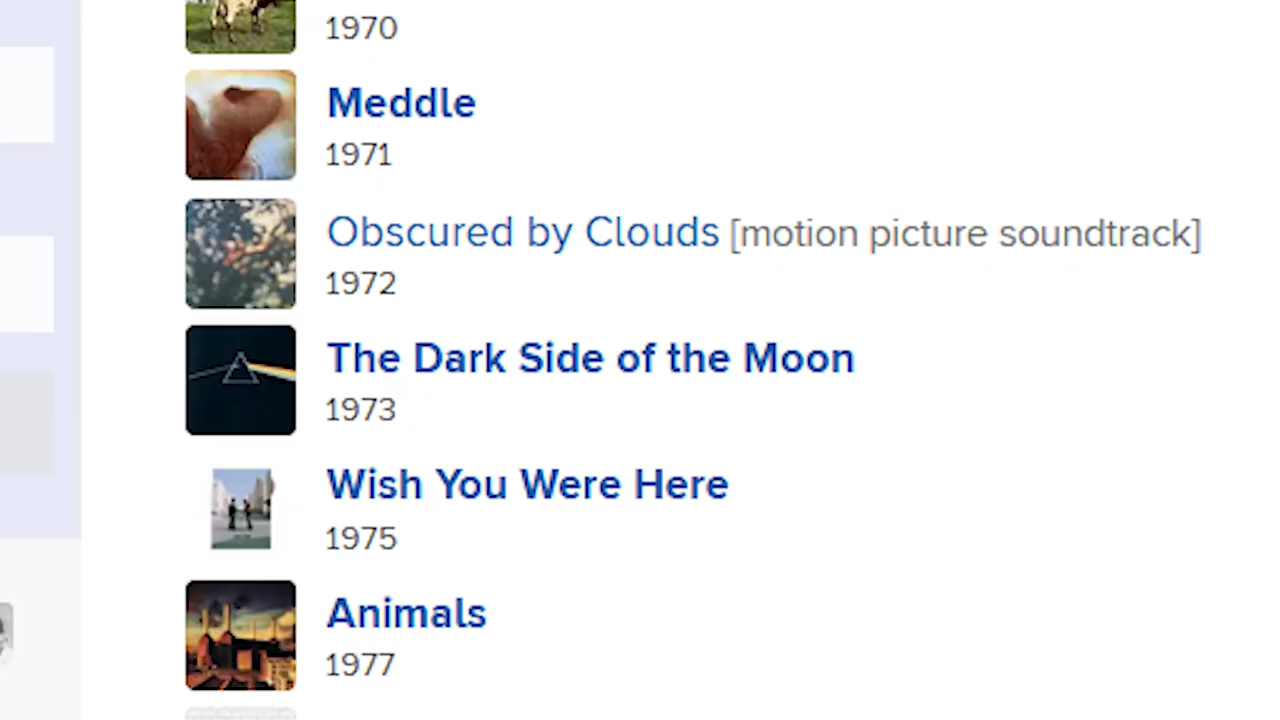 1970
Meddle
1971
Obscured by Clouds [motion picture soundtrack]
1972
The Dark Side of the Moon
1973
Wish You Were Here
1975
Animals
1977